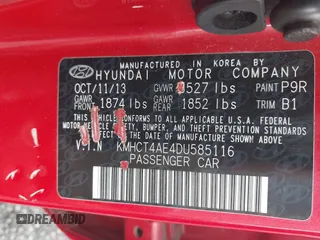 MANUFACTURED IN KOREA BY
HYUNDAI MOTOR COMPANY
OCT/11/13 GVWR 3527 lbs PAINT P9R
GAWR FRONT 1874 lbs GAWR REAR 1852 lbs TRIM B1
THIS VEHICLE CONFORMS TO ALL APPLICABLE U.S. FEDERAL
MOTOR VEHICLE SAFETY, BUMPER, AND THEFT
PREVENTION STANDARDS IN EFFECT ON THE
DATE OF MANUFACTURE SHOWN ABOVE.
V.I.N KMHCT4AE4DU585116
PASSENGER CAR
DREAMBID